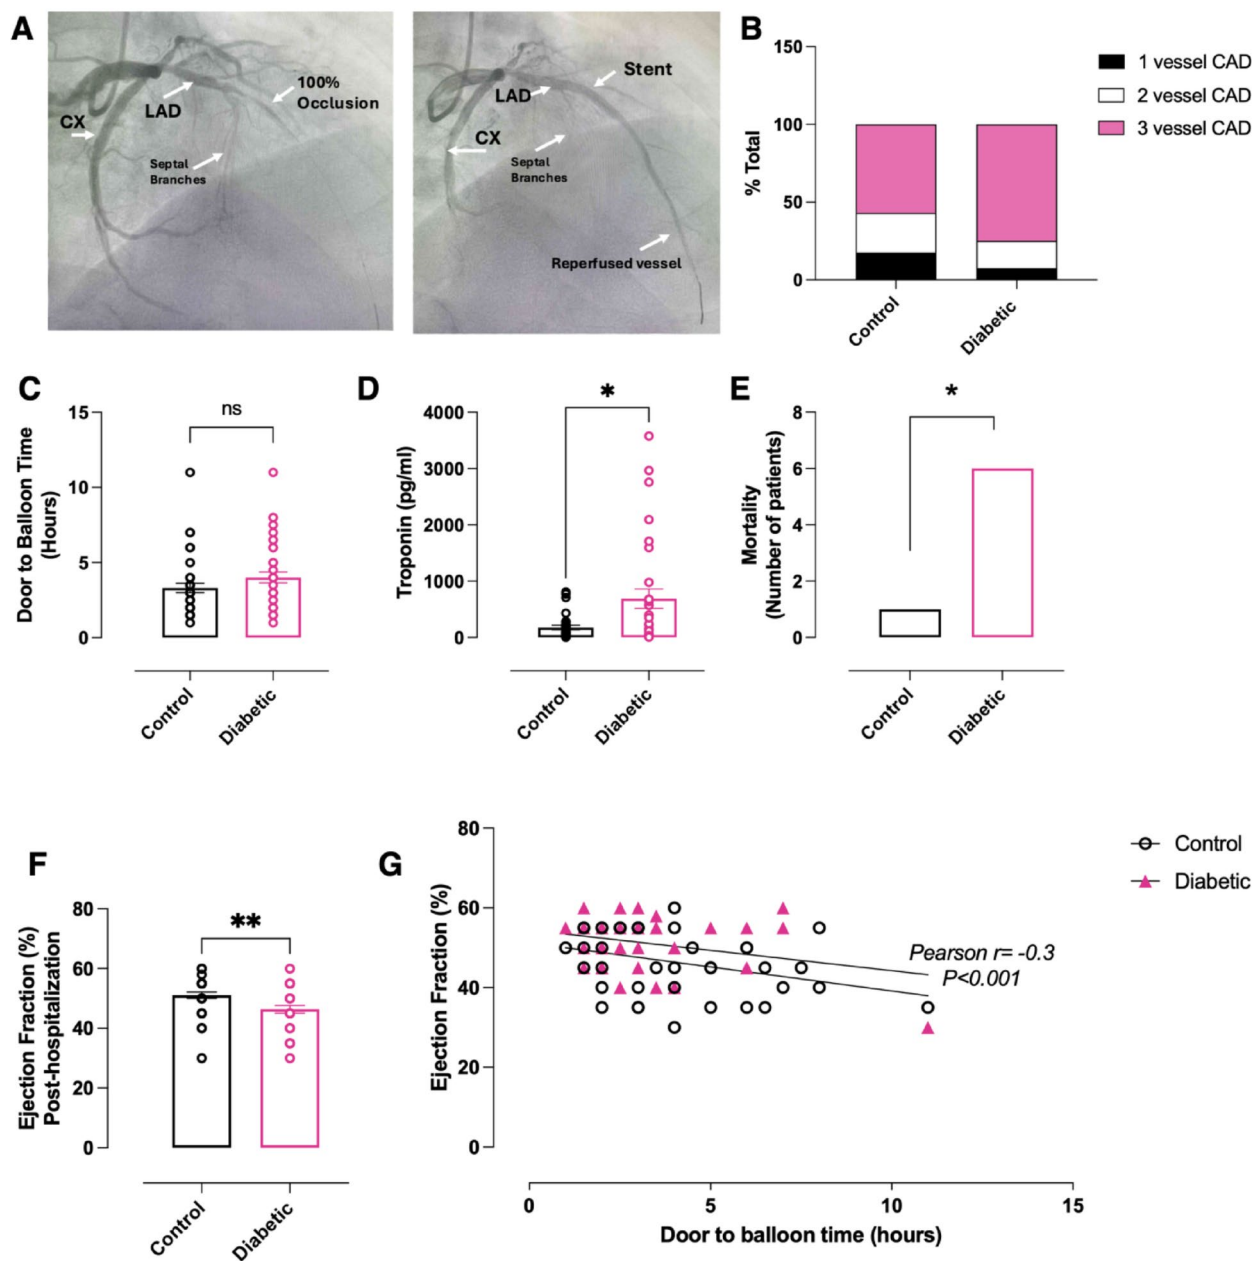 A
100%
Occlusion
LAD
CX
Septal
Branches
Stent
LAD
CX
Septal
Branches
Reperfused vessel
B
150
100
50
0
% Total
Control
Diabetic
1 vessel CAD
2 vessel CAD
3 vessel CAD
C
ns
15
10
5
0
Door to Balloon Time
(Hours)
Control
Diabetic
D
*
4000
3000
2000
1000
0
Troponin (pg/ml)
Control
Diabetic
E
*
8
6
4
2
0
Mortality
(Number of patients)
Control
Diabetic
F
**
80
60
40
20
0
Ejection Fraction (%)
Post-hospitalization
Control
Diabetic
G
80
60
40
20
0
Ejection Fraction (%)
Pearson r= -0.3
P<0.001
0
5
10
15
Door to balloon time (hours)
Control
Diabetic